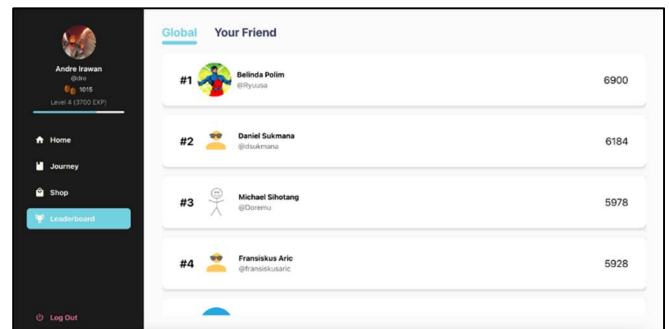 Andre Irawan
@dro
1015
Level 4 (3700 EXP)
Home
Journey
Shop
Leaderboard
Log Out
Global Your Friend
#1 Belinda Polim
@Ryuusa
6900
#2 Daniel Sukmana
@dsukmana
6184
#3 Michael Sihotang
@Doremu
5978
#4 Fransiskus Aric
@fransiskusaric
5928